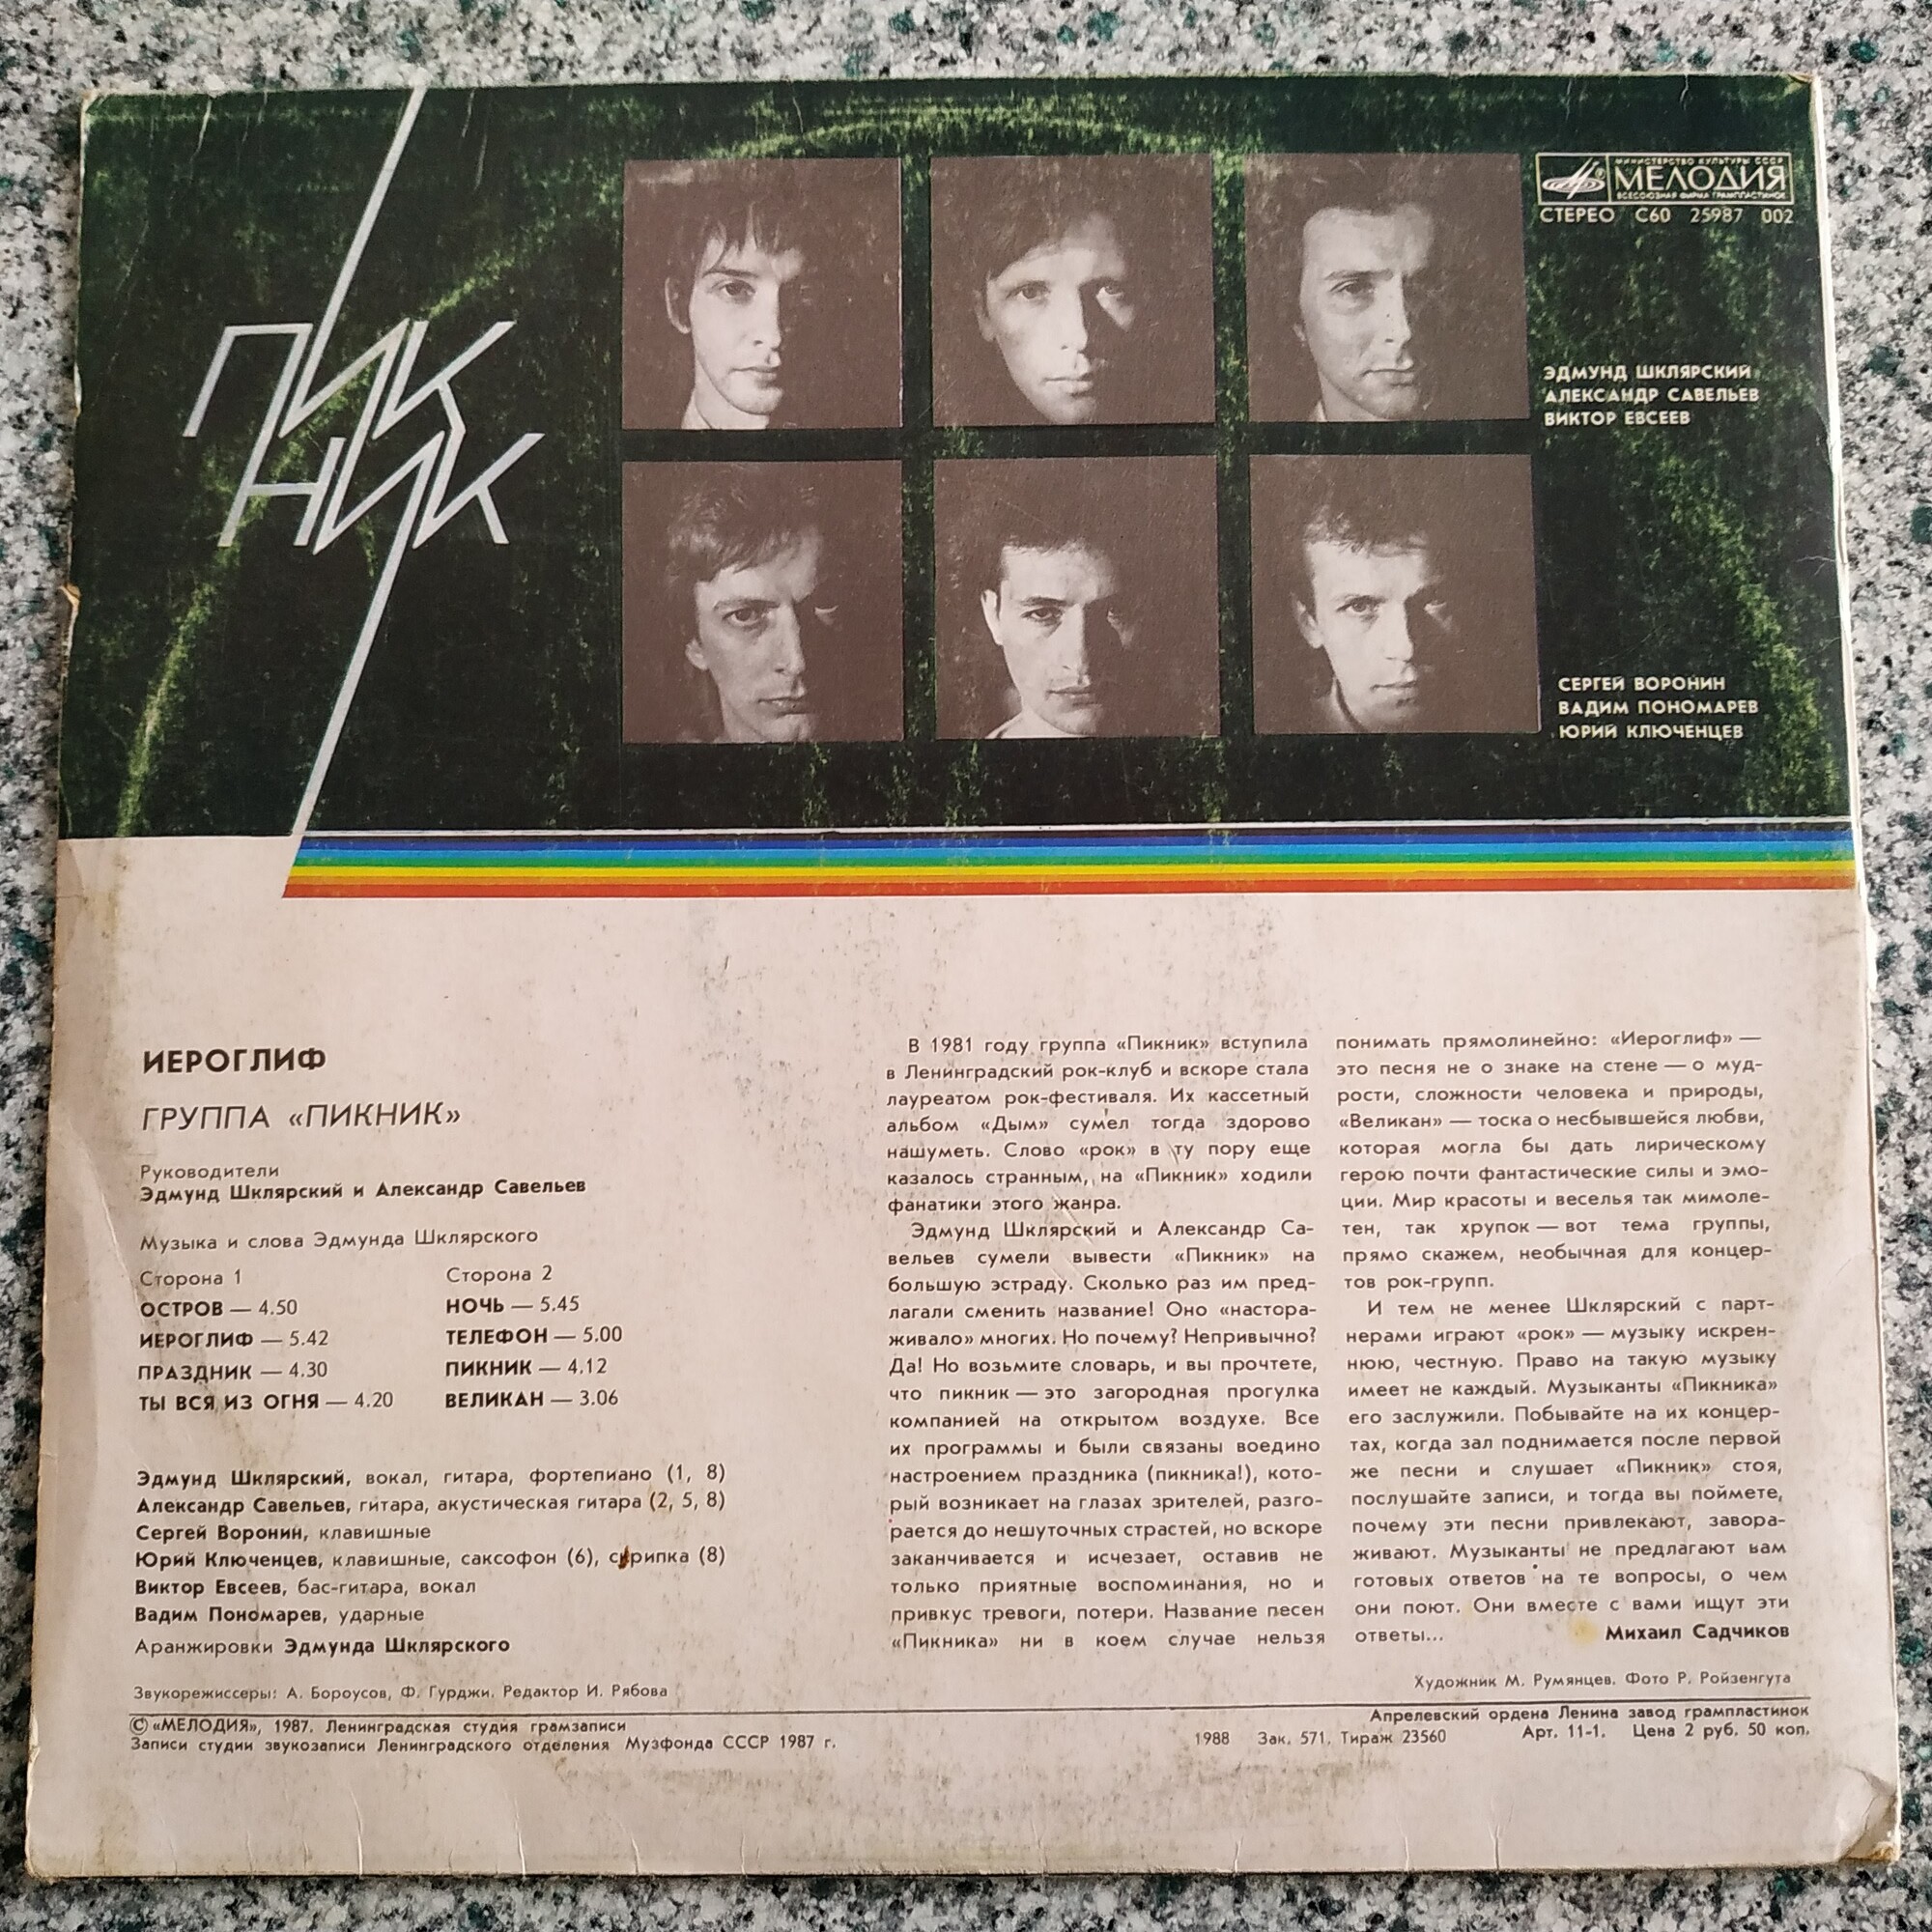 ПИК
НИК
МИНИСТЕРСТВО КУЛЬТУРЫ СССР
МЕЛОДИЯ
ВСЕСОЮЗНАЯ ФИРМА ГРАМПЛАСТИНОК
СТЕРЕО С60 25987 002
ЭДМУНД ШКЛЯРСКИЙ
АЛЕКСАНДР САВЕЛЬЕВ
ВИКТОР ЕВСЕЕВ
СЕРГЕЙ ВОРОНИН
ВАДИМ ПОНОМАРЕВ
ЮРИЙ КЛЮЧЕНЦЕВ
ИЕРОГЛИФ
ГРУППА «ПИКНИК»
Руководители
Эдмунд Шклярский и Александр Савельев
Музыка и слова Эдмунда Шклярского
Сторона 1
ОСТРОВ — 4.50
ИЕРОГЛИФ — 5.42
ПРАЗДНИК — 4.30
ТЫ ВСЯ ИЗ ОГНЯ — 4.20
Сторона 2
НОЧЬ — 5.45
ТЕЛЕФОН — 5.00
ПИКНИК — 4.12
ВЕЛИКАН — 3.06
Эдмунд Шклярский, вокал, гитара, фортепиано (1, 8)
Александр Савельев, гитара, акустическая гитара (2, 5, 8)
Сергей Воронин, клавишные
Юрий Ключенцев, клавишные, саксофон (6), скрипка (8)
Виктор Евсеев, бас-гитара, вокал
Вадим Пономарев, ударные
Аранжировки Эдмунда Шклярского
В 1981 году группа «Пикник» вступила
в Ленинградский рок-клуб и вскоре стала
лауреатом рок-фестиваля. Их кассетный
альбом «Дым» сумел тогда здорово
нашуметь. Слово «рок» в ту пору еще
казалось странным, на «Пикник» ходили
фанатики этого жанра.
Эдмунд Шклярский и Александр Са-
вельев сумели вывести «Пикник» на
большую эстраду. Сколько раз им пред-
лагали сменить название! Оно «настора-
живало» многих. Но почему? Непривычно?
Да! Но возьмите словарь, и вы прочтете,
что пикник — это загородная прогулка
компанией на открытом воздухе. Все
их программы и были связаны воедино
настроением праздника (пикника!), кото-
рый возникает на глазах зрителей, разго-
рается до нешуточных страстей, но вскоре
заканчивается и исчезает, оставив не
только приятные воспоминания, но и
привкус тревоги, потери. Название песен
«Пикника» ни в коем случае нельзя
понимать прямолинейно: «Иероглиф» —
это песня не о знаке на стене — о муд-
рости, сложности человека и природы,
«Великан» — тоска о несбывшейся любви,
которая могла бы дать лирическому
герою почти фантастические силы и эмо-
ции. Мир красоты и веселья так мимоле-
тен, так хрупок — вот тема группы,
прямо скажем, необычная для концер-
тов рок-групп.
И тем не менее Шклярский с парт-
нерами играют «рок» — музыку искрен-
нюю, честную. Право на такую музыку
имеет не каждый. Музыканты «Пикника»
его заслужили. Побывайте на их концер-
тах, когда зал поднимается после первой
же песни и слушает «Пикник» стоя,
послушайте записи, и тогда вы поймете,
почему эти песни привлекают, завора-
живают. Музыканты не предлагают вам
готовых ответов на те вопросы, о чем
они поют. Они вместе с вами ищут эти
ответы...
Михаил Садчиков
Звукорежиссеры: А. Бороусов, Ф. Гурджи. Редактор И. Рябова
Художник М. Румянцев. Фото Р. Ройзенгута
© «МЕЛОДИЯ», 1987. Ленинградская студия грамзаписи
Записи студии звукозаписи Ленинградского отделения Музфонда СССР 1987 г.
Апрелевский ордена Ленина завод грампластинок
1988 Зак. 571. Тираж 23560 Арт. 11-1. Цена 2 руб. 50 коп.